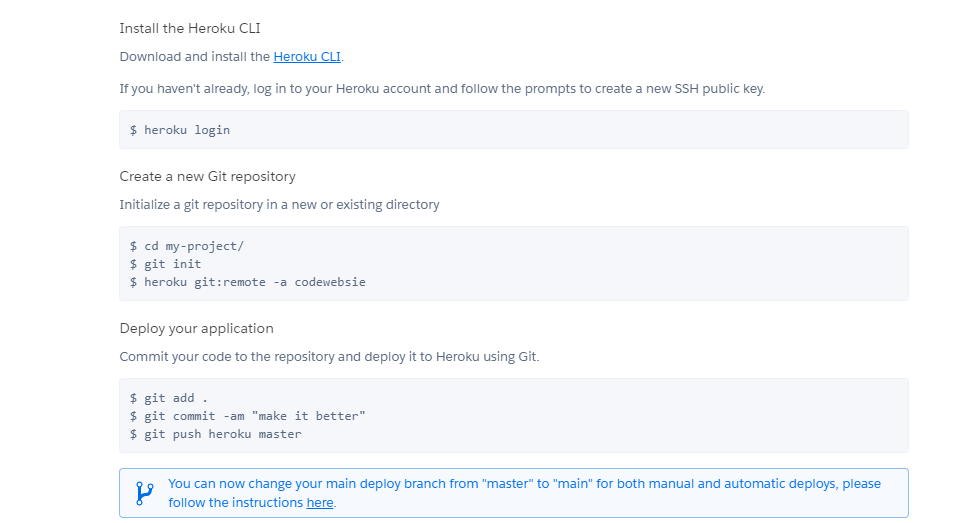 Install the Heroku CLI
Download and install the Heroku CLI.
If you haven't already, log in to your Heroku account and follow the prompts to create a new SSH public key.
$ heroku login
Create a new Git repository
Initialize a git repository in a new or existing directory
$ cd my-project/
$ git init
$ heroku git:remote -a codewebsie
Deploy your application
Commit your code to the repository and deploy it to Heroku using Git.
$ git add .
$ git commit -am "make it better"
$ git push heroku master
You can now change your main deploy branch from "master" to "main" for both manual and automatic deploys, please
follow the instructions here.